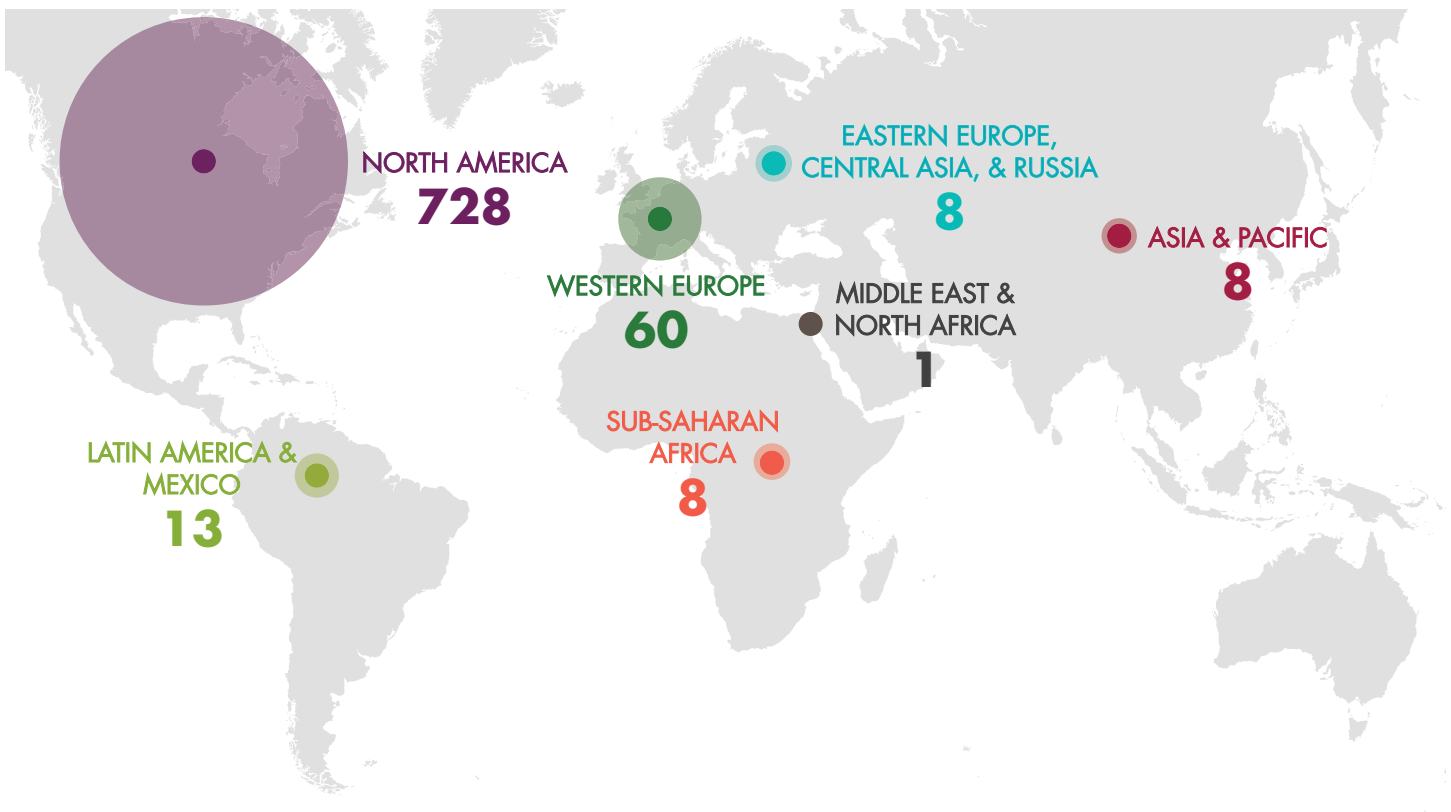 NORTH AMERICA
728
EASTERN EUROPE,
CENTRAL ASIA, & RUSSIA
8
ASIA & PACIFIC
8
WESTERN EUROPE
60
MIDDLE EAST &
NORTH AFRICA
1
SUB-SAHARAN
AFRICA
8
LATIN AMERICA &
MEXICO
13